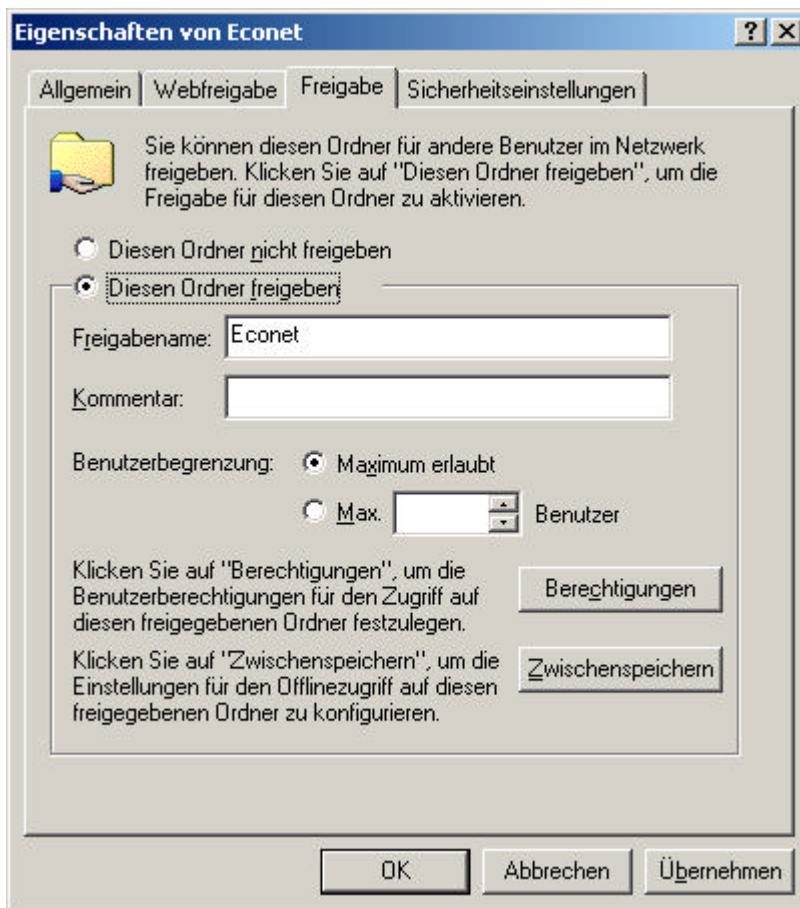 Eigenschaften von Econet
Allgemein Webfreigabe Freigabe Sicherheitseinstellungen
Sie können diesen Ordner für andere Benutzer im Netzwerk
freigeben. Klicken Sie auf "Diesen Ordner freigeben", um die
Freigabe für diesen Ordner zu aktivieren.
Diesen Ordner nicht freigeben
Diesen Ordner freigeben
Freigabename: Econet
Kommentar:
Benutzerbegrenzung: Maximum erlaubt
Max. Benutzer
Klicken Sie auf "Berechtigungen", um die
Benutzerberechtigungen für den Zugriff auf
diesen freigegebenen Ordner festzulegen.
Berechtigungen
Klicken Sie auf "Zwischenspeichern", um die
Einstellungen für den Offlinezugriff auf diesen
freigegebenen Ordner zu konfigurieren.
Zwischenspeichern
OK Abbrechen Übernehmen